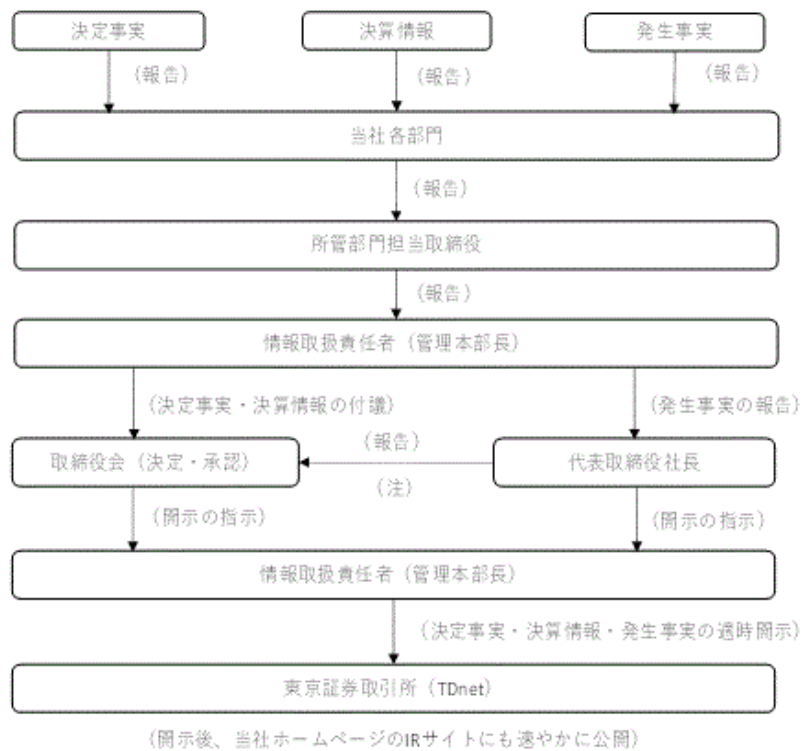 決定事実
決算情報
発生事実
（報告）
（報告）
（報告）
当社各部門
（報告）
所管部門担当取締役
（報告）
情報取扱責任者（管理本部長）
（決定事実・決算情報の付議）
（発生事実の報告）
（報告）
取締役会（決定・承認）
代表取締役社長
（注）
（開示の指示）
（開示の指示）
情報取扱責任者（管理本部長）
（決定事実・決算情報・発生事実の適時開示）
東京証券取引所（TDnet）
（開示後、当社ホームページのIRサイトにも速やかに公開）